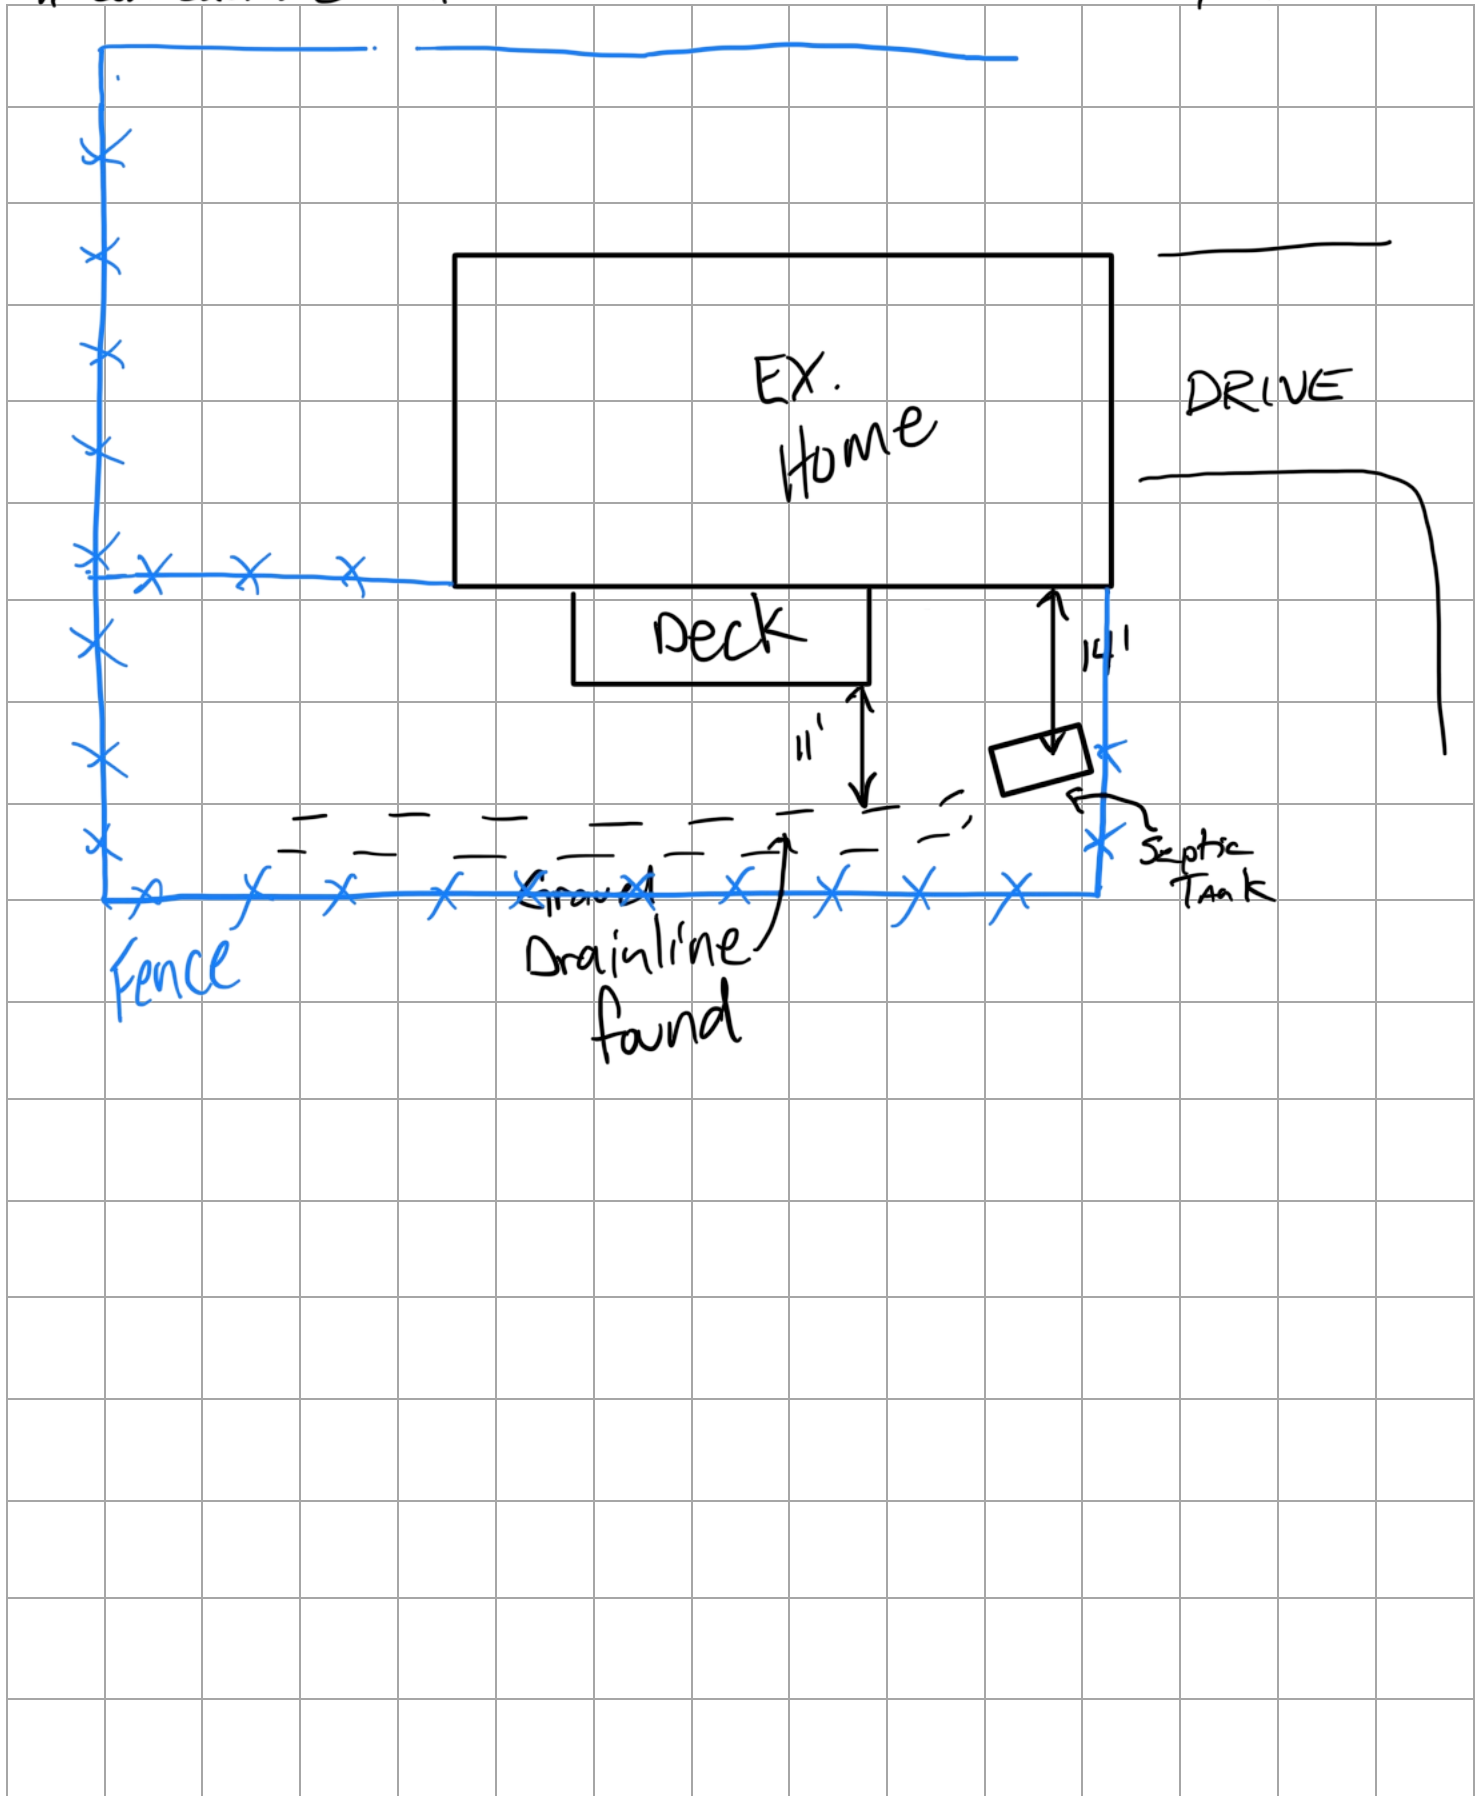 EX.
Home
DRIVE
Deck
14'
11'
Septic
Tank
Gravel
Drainline
found
Fence